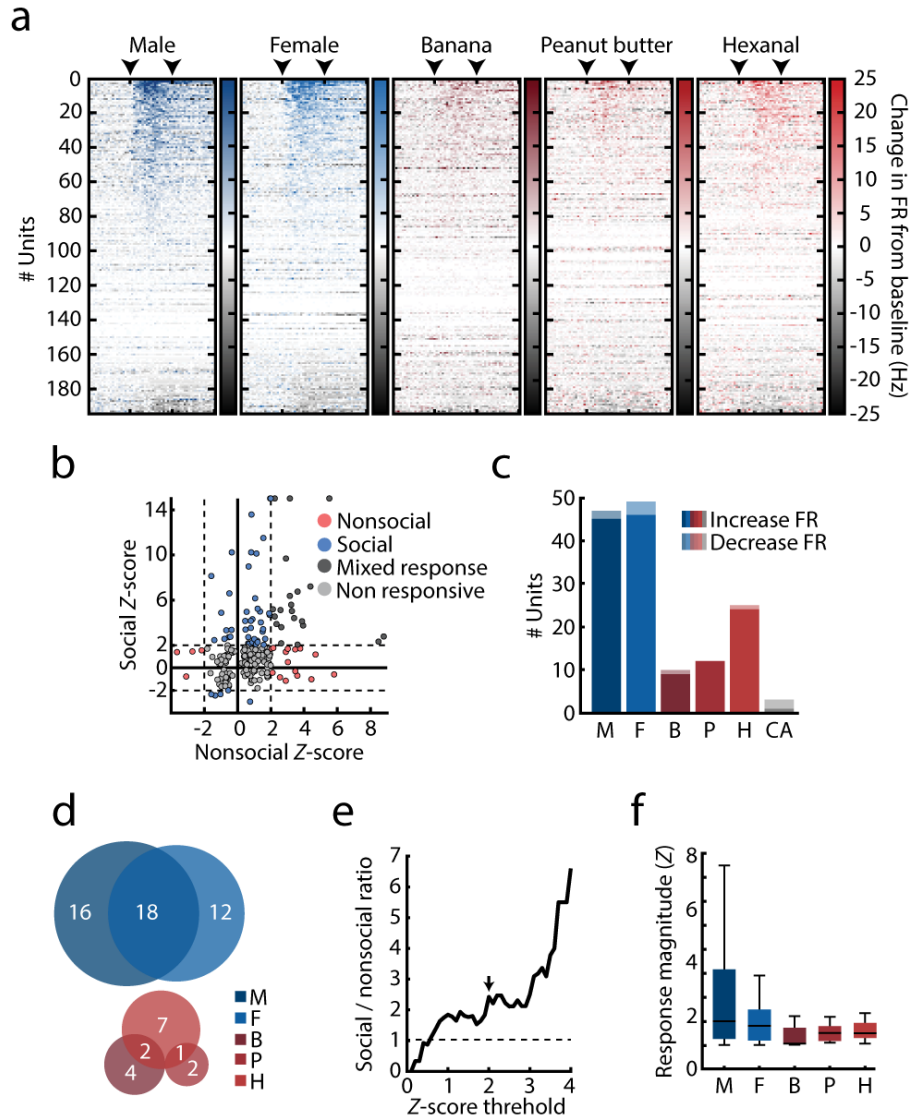 a
Male Female Banana Peanut butter Hexanal
# Units
0
20
40
60
80
100
120
140
160
180
25
20
15
10
5
0
-5
-10
-15
-20
-25
Change in FR from baseline (Hz)
b
Social Z-score
14
10
6
2
0
-2
-2 0 2 4 6 8
Nonsocial Z-score
Nonsocial
Social
Mixed response
Non responsive
c
# Units
50
40
30
20
10
0
M F B P H CA
Increase FR
Decrease FR
d
16 18 12
7
2 1
4 2
M
F
B
P
H
e
Social / nonsocial ratio
7
6
5
4
3
2
1
0
0 1 2 3 4
Z-score threshold
f
Response magnitude (Z)
8
6
4
2
0
M F B P H